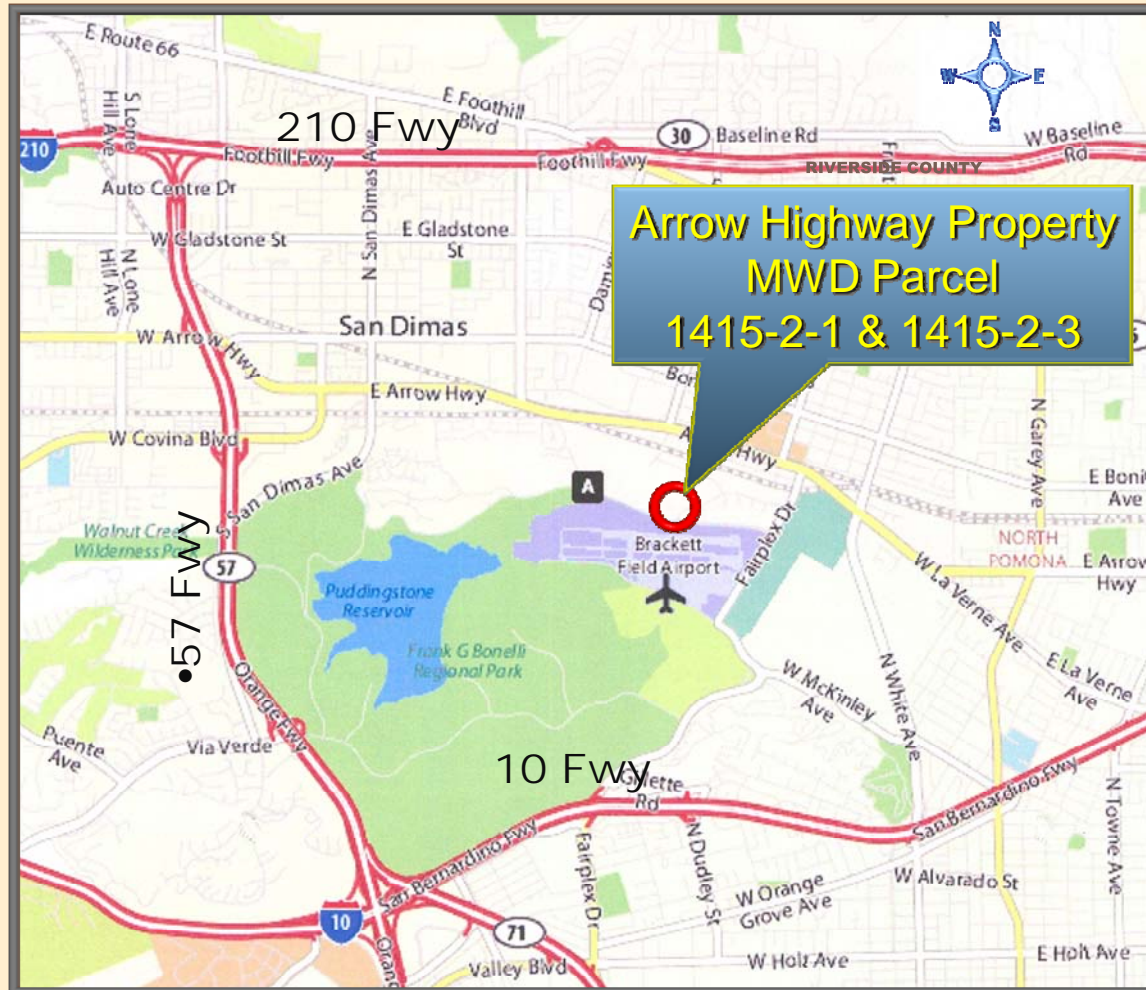 E Route 66
N
W
E
S
S Lone
Hill Ave
E Foothill
Blvd
210 Fwy
30
Baseline Rd
W Baseline
Rd
210
Foothill Fwy
Foothill Fwy
RIVERSIDE COUNTY
Auto Centre Dr
N San Dimas Ave
Arrow Highway Property
MWD Parcel
1415-2-1 & 1415-2-3
W Gladstone St
E Gladstone
St
N Lone
Hill Ave
San Dimas
W Arrow Hwy
E Arrow Hwy
Hwy
N Garey Ave
W Covina Blvd
E Boni
Ave
A
S San Dimas Ave
Walnut Creek
Wilderness Par
Brackett
Field Airport
Fairplex Dr
NORTH
POMONA
E Arrow
Hwy
57
•57 Fwy
Puddingstone
Reservoir
W La Verne Ave
Frank G Bonelli
Regional Park
E La Verne
Ave
W McKinley
Ave
N White Ave
Orange Fwy
Puente
Ave
Via Verde
10 Fwy
Gillette
Rd
San Bernardino Fwy
N Towne Ave
San Bernardino Fwy
Fairplex Dr
N Dudley St
W Orange
Grove Ave
W Alvarado St
10
71
Oran
Valley Blvd
W Holt Ave
E Holt Ave